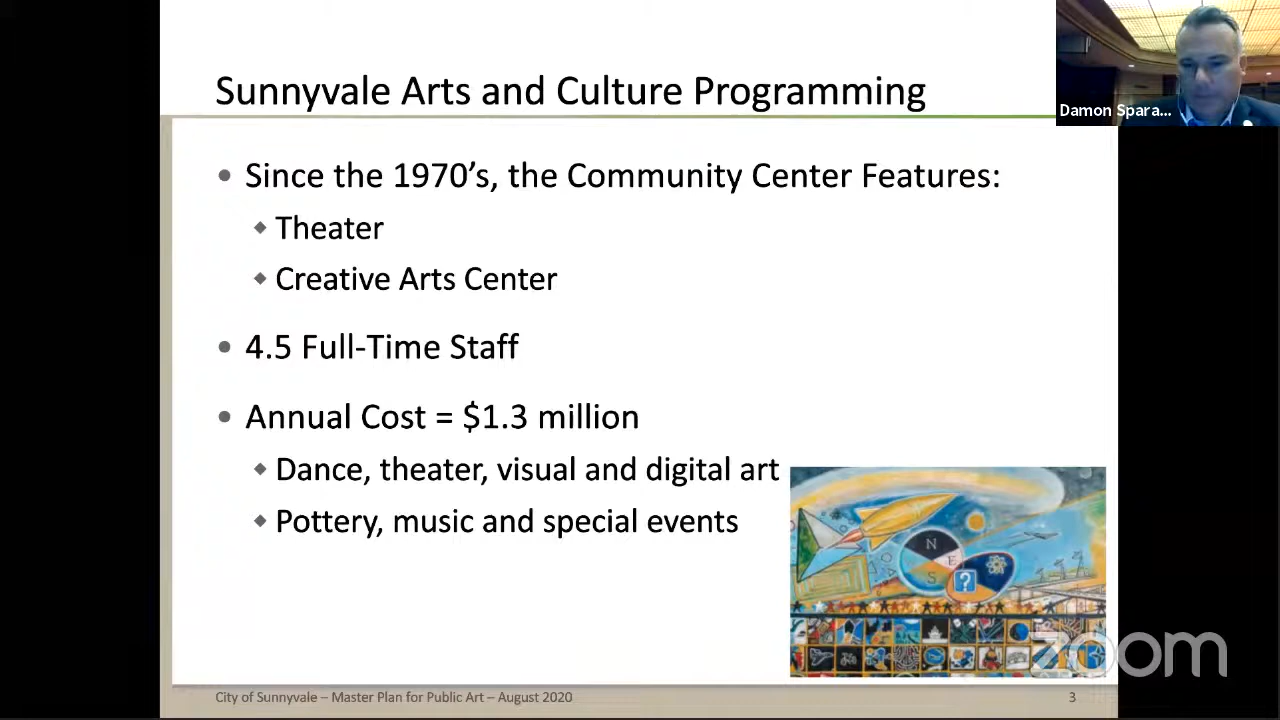 Sunnyvale Arts and Culture Programming
Damon Spara...
• Since the 1970's, the Community Center Features:
◆ Theater
◆ Creative Arts Center
• 4.5 Full-Time Staff
• Annual Cost = $1.3 million
◆ Dance, theater, visual and digital art
◆ Pottery, music and special events
N
E
S
?
zoom
City of Sunnyvale – Master Plan for Public Art – August 2020
3